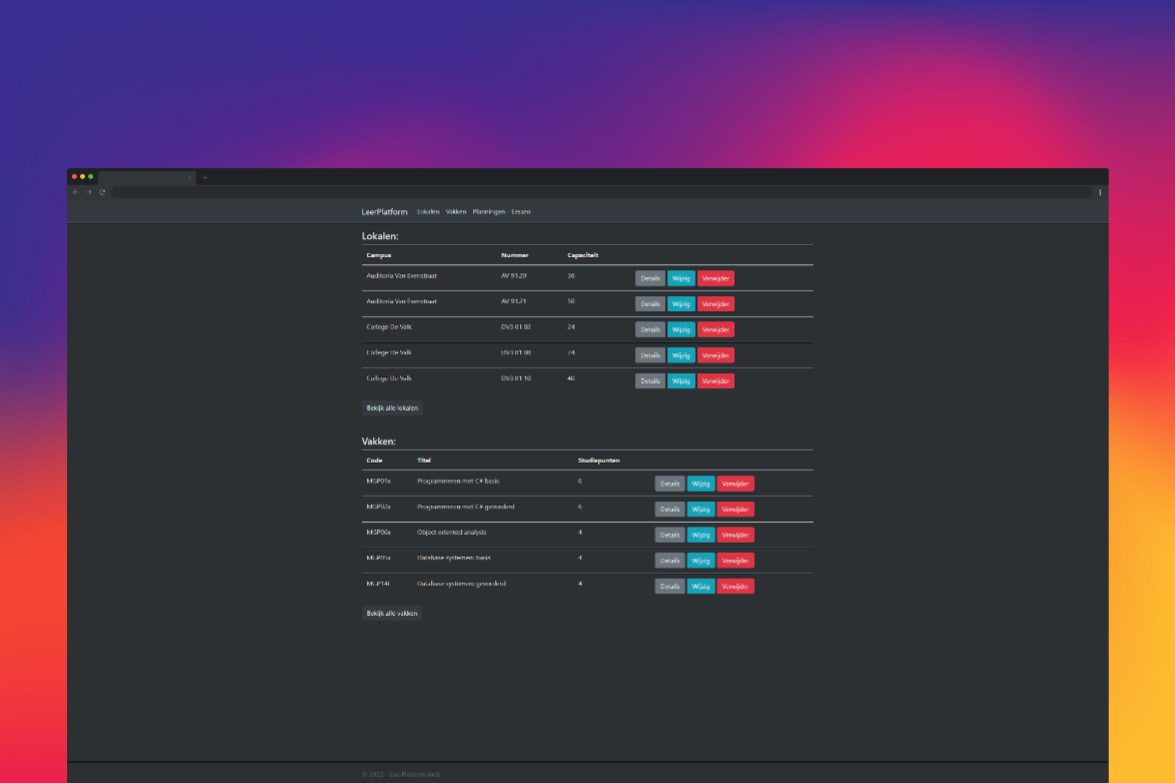 LeerPlatform Lokalen Vakken Planningen Lessen
Lokalen:
Campus Nummer Capaciteit
Auditoria Van Evenstraat AV 91.20 36 Details Wijzig Verwijder
Auditoria Van Evenstraat AV 91.21 50 Details Wijzig Verwijder
College De Valk DV3 01 02 24 Details Wijzig Verwijder
College De Valk DV3 01 08 24 Details Wijzig Verwijder
College De Valk DV3 01 10 40 Details Wijzig Verwijder
Bekijk alle lokalen
Vakken:
Code Titel Studiepunten
MGP01x Programmeren met C# basis 6 Details Wijzig Verwijder
MGP02x Programmeren met C# gevorderd 6 Details Wijzig Verwijder
MGP06x Object oriented analysis 4 Details Wijzig Verwijder
Database systemen: basis 4 Details Wijzig Verwijder
Database systemen: gevorderd 4 Details Wijzig Verwijder
Bekijk alle vakken
© 2022 - LeerPlatform.Web